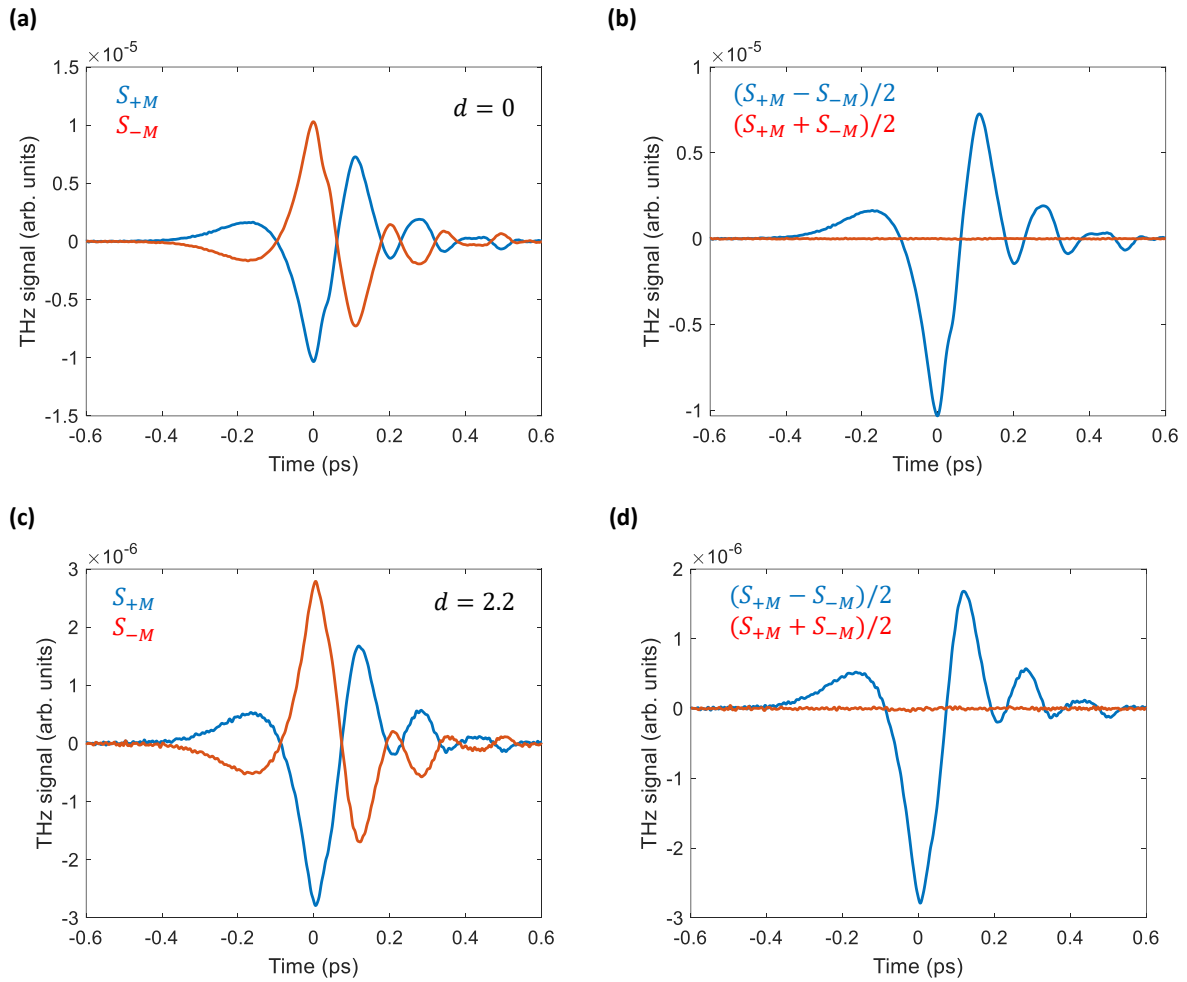 (a)
×10⁻⁵
S₊M
S₋M
d = 0
1.5
1
0.5
0
-0.5
-1
-1.5
THz signal (arb. units)
-0.6 -0.4 -0.2 0 0.2 0.4 0.6
Time (ps)
(b)
×10⁻⁵
(S₊M − S₋M)/2
(S₊M + S₋M)/2
1
0.5
0
-0.5
-1
THz signal (arb. units)
-0.6 -0.4 -0.2 0 0.2 0.4 0.6
Time (ps)
(c)
×10⁻⁶
S₊M
S₋M
d = 2.2
3
2
1
0
-1
-2
-3
THz signal (arb. units)
-0.6 -0.4 -0.2 0 0.2 0.4 0.6
Time (ps)
(d)
×10⁻⁶
(S₊M − S₋M)/2
(S₊M + S₋M)/2
2
1
0
-1
-2
-3
THz signal (arb. units)
-0.6 -0.4 -0.2 0 0.2 0.4 0.6
Time (ps)